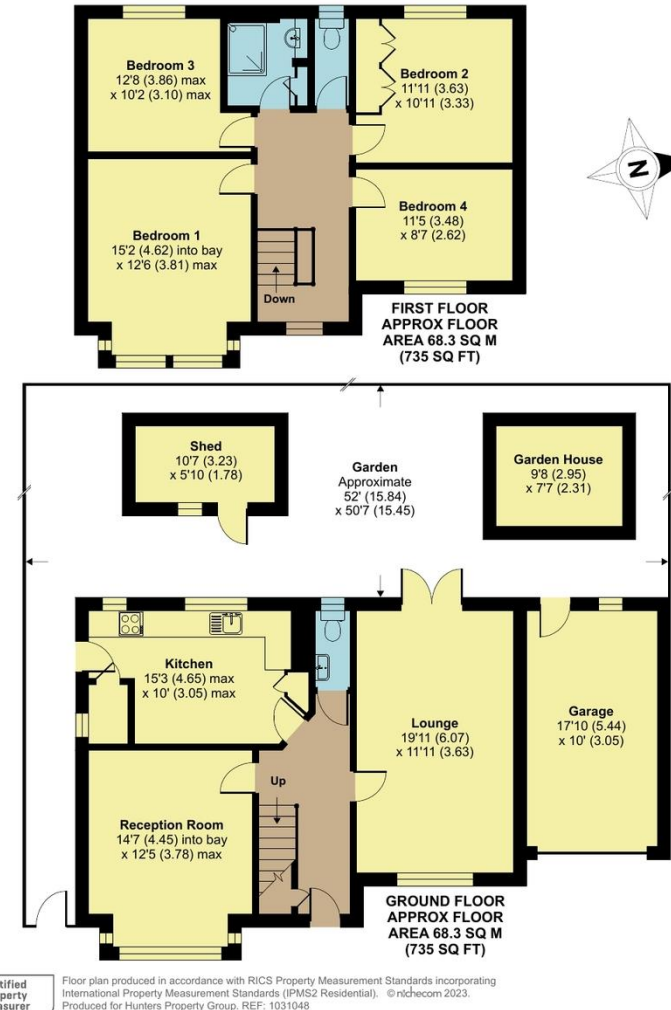 Bedroom 3
12'8 (3.86) max
x 10'2 (3.10) max
Bedroom 2
11'11 (3.63)
x 10'11 (3.33)
N
Bedroom 1
15'2 (4.62) into bay
x 12'6 (3.81) max
Bedroom 4
11'5 (3.48)
x 8'7 (2.62)
Down
FIRST FLOOR
APPROX FLOOR
AREA 68.3 SQ M
(735 SQ FT)
Shed
10'7 (3.23)
x 5'10 (1.78)
Garden
Approximate
52' (15.84)
x 50'7 (15.45)
Garden House
9'8 (2.95)
x 7'7 (2.31)
Kitchen
15'3 (4.65) max
x 10' (3.05) max
Lounge
19'11 (6.07)
x 11'11 (3.63)
Garage
17'10 (5.44)
x 10' (3.05)
Up
Reception Room
14'7 (4.45) into bay
x 12'5 (3.78) max
GROUND FLOOR
APPROX FLOOR
AREA 68.3 SQ M
(735 SQ FT)
tified
perty
asurer
Floor plan produced in accordance with RICS Property Measurement Standards incorporating
International Property Measurement Standards (IPMS2 Residential). © nichecom 2023.
Produced for Hunters Property Group. REF: 1031048